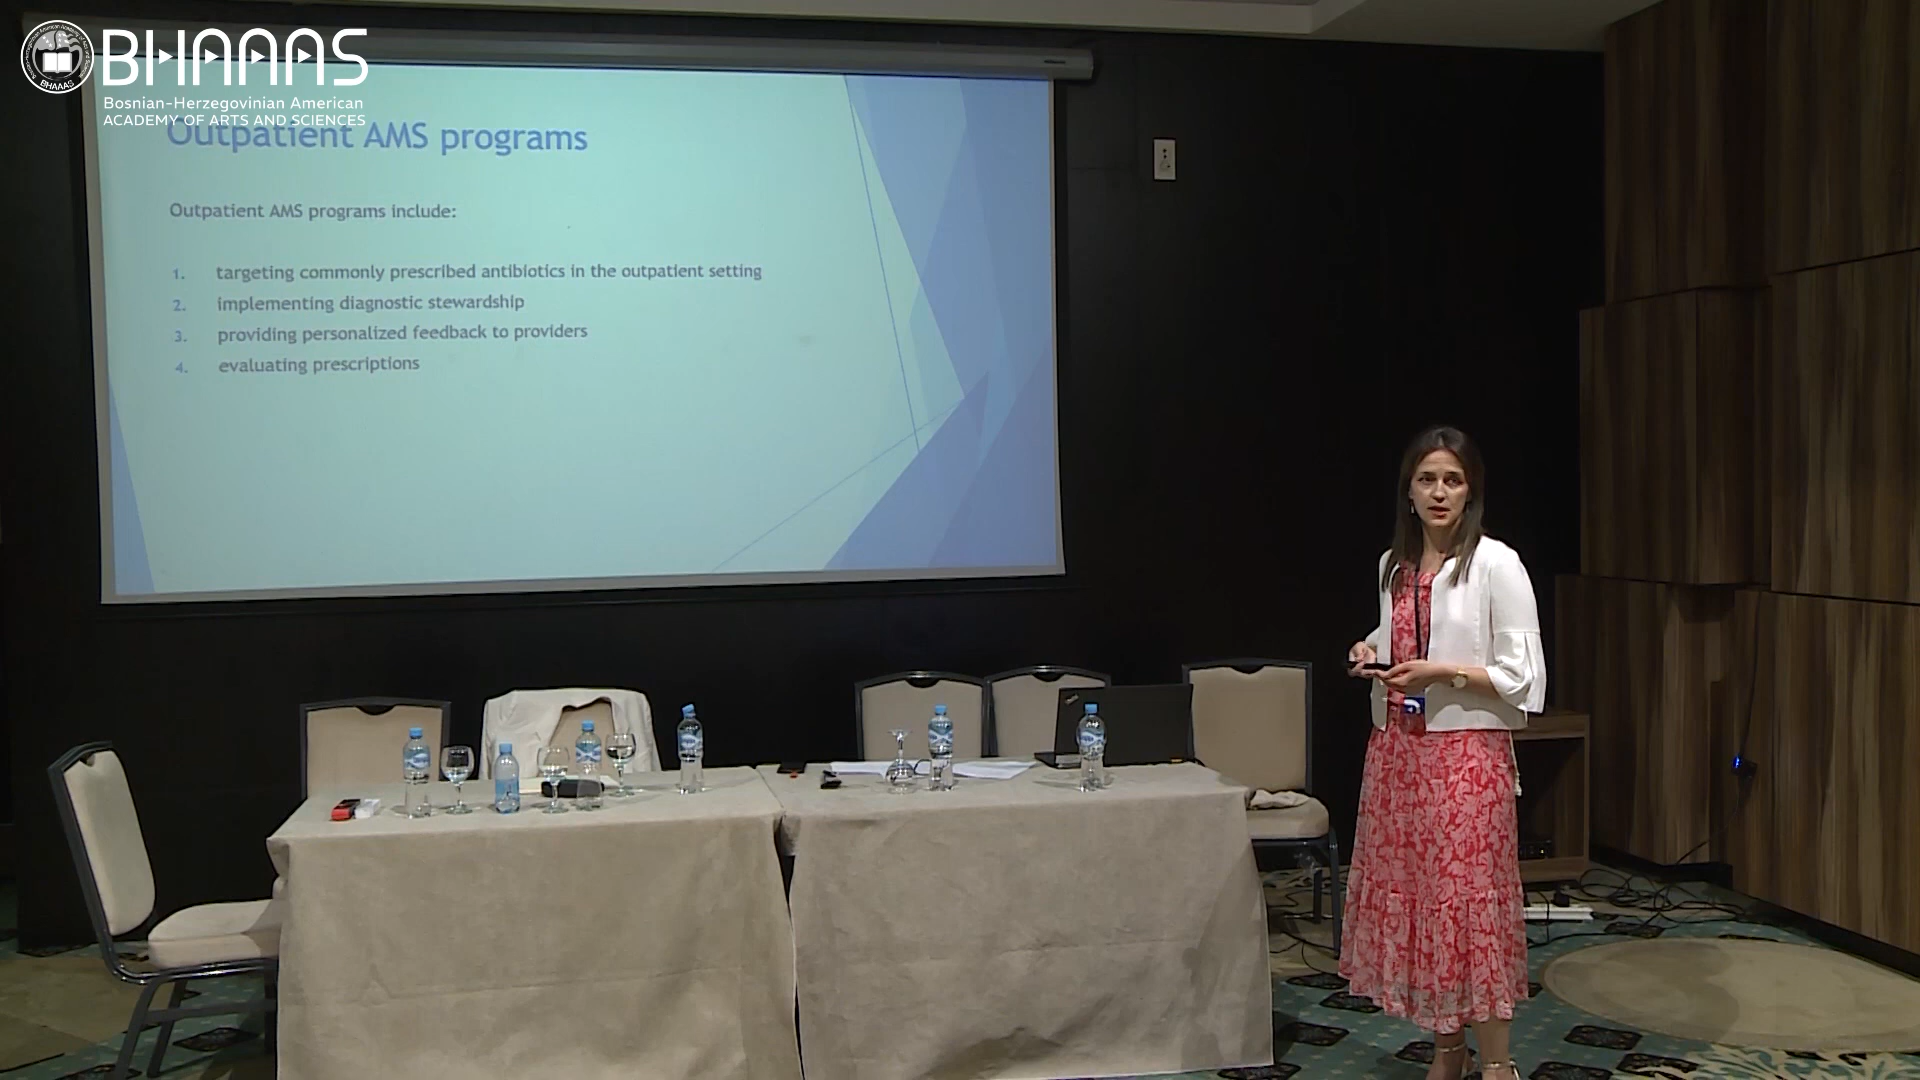 BHAAAS
Bosnian-Herzegovinian American
ACADEMY OF ARTS AND SCIENCES
BHAAAS
Outpatient AMS programs
Outpatient AMS programs include:
1. targeting commonly prescribed antibiotics in the outpatient setting
2. implementing diagnostic stewardship
3. providing personalized feedback to providers
4. evaluating prescriptions